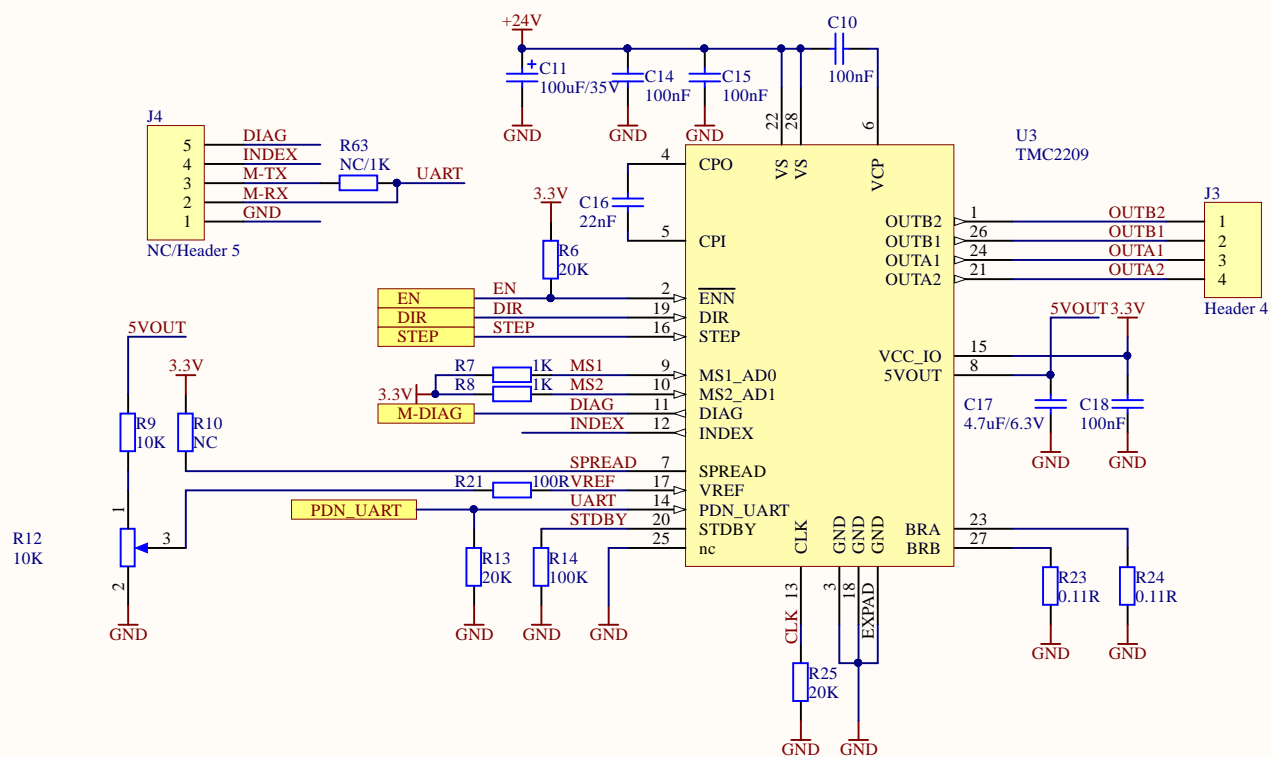 +24V
C10
100nF
C11
100uF/35V
C14
100nF
C15
100nF
GND
GND
GND
22
28
6
J4
5
DIAG
4
INDEX
3
M-TX
2
M-RX
1
GND
NC/Header 5
R63
NC/1K
UART
U3
TMC2209
4
CPO
VS
VS
VCP
C16
22nF
5
CPI
3.3V
R6
20K
J3
OUTB2
1
OUTB2
1
OUTB1
26
OUTB1
2
OUTA1
24
OUTA1
3
OUTA2
21
OUTA2
4
Header 4
EN
EN
2
ENN
DIR
DIR
19
DIR
STEP
STEP
16
STEP
5VOUT
3.3V
VCC_IO
15
5VOUT
8
C17
4.7uF/6.3V
C18
100nF
GND
GND
5VOUT
3.3V
R9
10K
R10
NC
R7
1K
MS1
9
MS1_AD0
3.3V
R8
1K
MS2
10
MS2_AD1
M-DIAG
DIAG
11
DIAG
INDEX
12
INDEX
SPREAD
7
SPREAD
R21
100R
VREF
17
VREF
PDN_UART
UART
14
PDN_UART
STDBY
20
STDBY
25
nc
R12
10K
1
3
2
GND
R13
20K
GND
R14
100K
GND
GND
CLK
GND
GND
GND
13
3
18
EXPAD
CLK
R25
20K
GND
GND
BRA
23
BRB
27
R23
0.11R
R24
0.11R
GND
GND